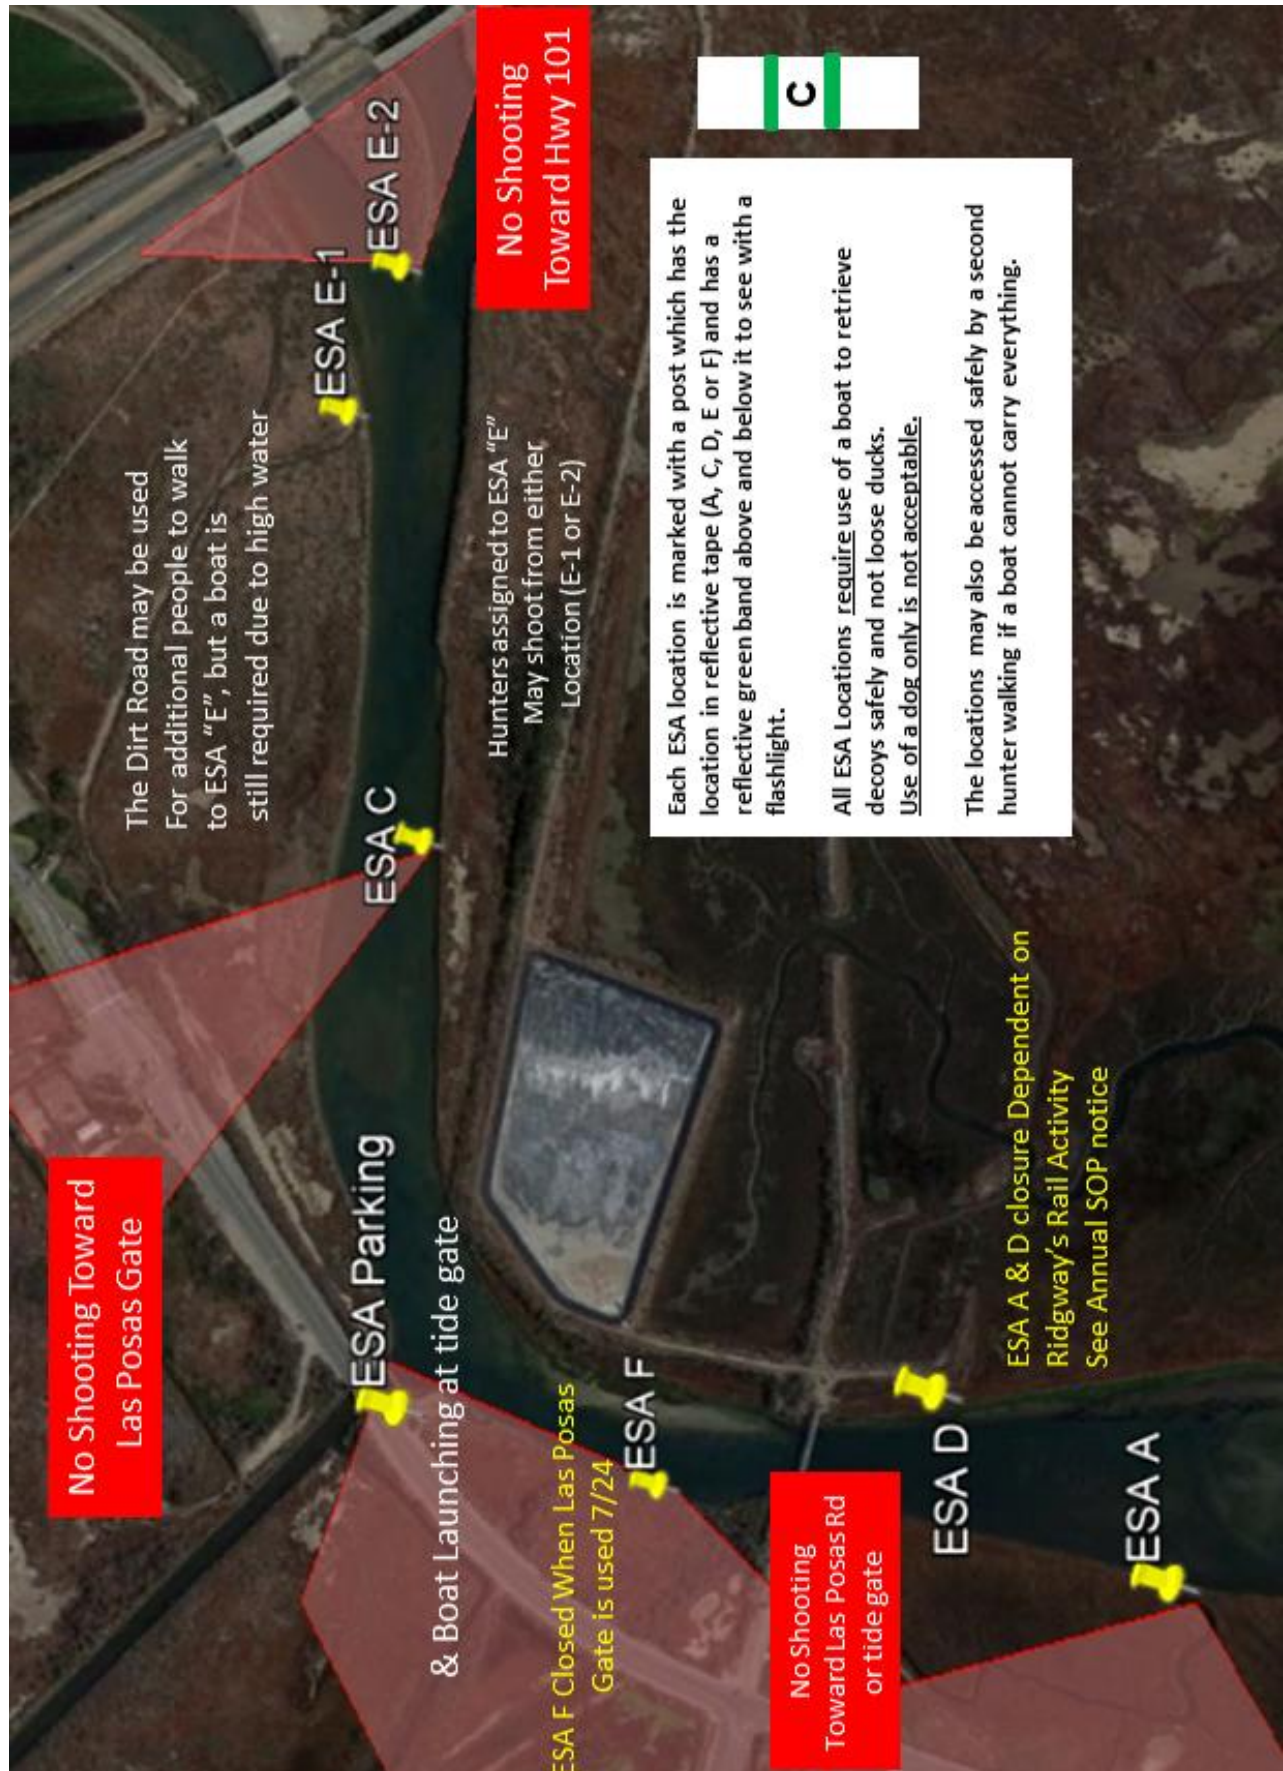 No Shooting Toward
Las Posas Gate
The Dirt Road may be used
For additional people to walk
to ESA "E", but a boat is
still required due to high water
ESA E-1
ESA E-2
ESA C
ESA Parking
& Boat Launching at tide gate
No Shooting
Toward Hwy 101
Hunters assigned to ESA "E"
May shoot from either
Location (E-1 or E-2)
ESA F Closed When Las Posas
Gate is used 7/24
ESA F
C
Each ESA location is marked with a post which has the
location in reflective tape (A, C, D, E or F) and has a
reflective green band above and below it to see with a
flashlight.
All ESA Locations require use of a boat to retrieve
decoys safely and not loose ducks.
Use of a dog only is not acceptable.
The locations may also be accessed safely by a second
hunter walking if a boat cannot carry everything.
No Shooting
Toward Las Posas Rd
or tidegate
ESA D
ESA A
ESA A & D closure Dependent on
Ridgway's Rail Activity
See Annual SOP notice